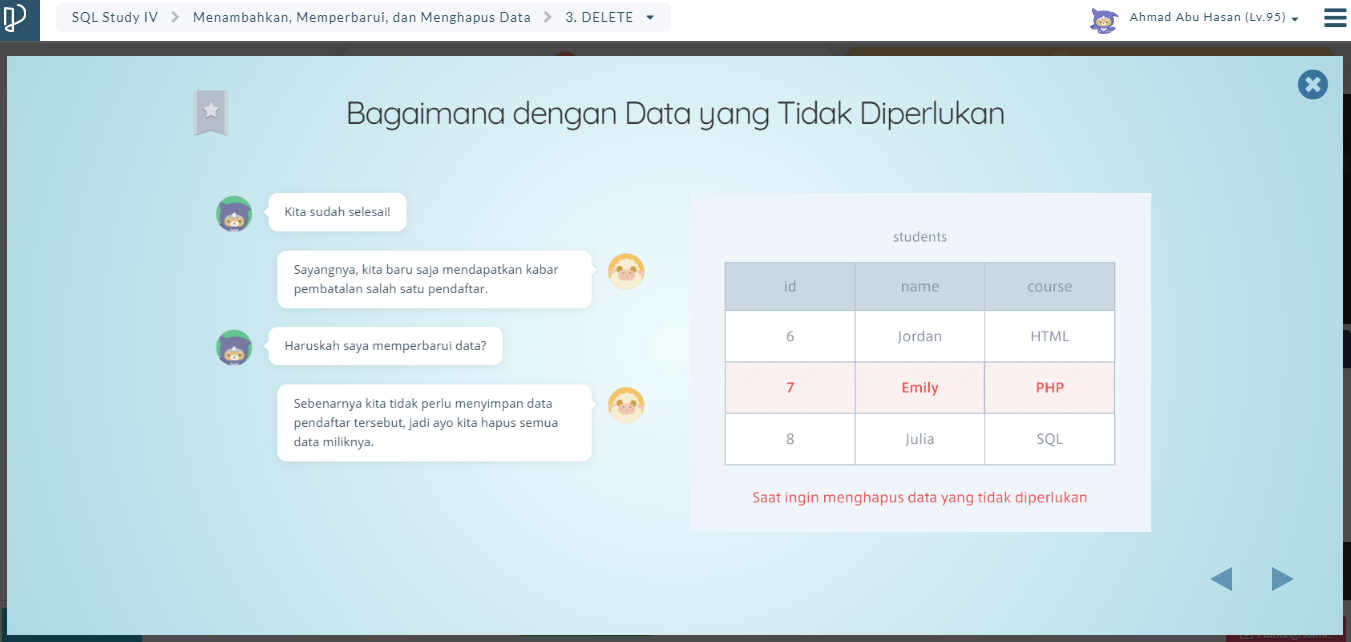 SQL Study IV > Menambahkan, Memperbarui, dan Menghapus Data > 3. DELETE
Ahmad Abu Hasan (Lv.95)
Bagaimana dengan Data yang Tidak Diperlukan
Kita sudah selesai!
Sayangnya, kita baru saja mendapatkan kabar
pembatalan salah satu pendaftar.
Haruskah saya memperbarui data?
Sebenarnya kita tidak perlu menyimpan data
pendaftar tersebut, jadi ayo kita hapus semua
data miliknya.
students
id name course
6 Jordan HTML
7 Emily PHP
8 Julia SQL
Saat ingin menghapus data yang tidak diperlukan